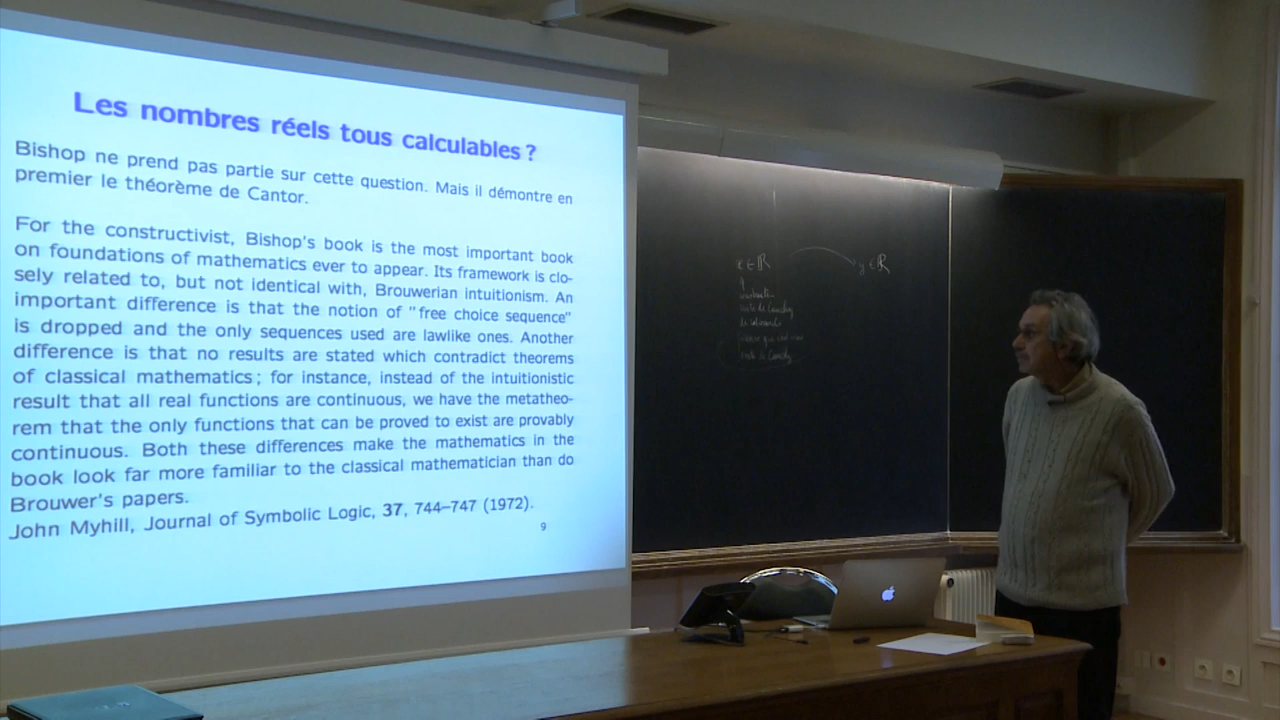 Les nombres réels tous calculables ?
Bishop ne prend pas partie sur cette question. Mais il démontre en
premier le théorème de Cantor.
For the constructivist, Bishop's book is the most important book
on foundations of mathematics ever to appear. Its framework is clo-
sely related to, but not identical with, Brouwerian intuitionism. An
important difference is that the notion of "free choice sequence"
is dropped and the only sequences used are lawlike ones. Another
difference is that no results are stated which contradict theorems
of classical mathematics ; for instance, instead of the intuitionistic
result that all real functions are continuous, we have the metatheo-
rem that the only functions that can be proved to exist are provably
continuous. Both these differences make the mathematics in the
book look far more familiar to the classical mathematician than do
Brouwer's papers.
John Myhill, Journal of Symbolic Logic, 37, 744–747 (1972).
9
x ∈ ℝ y ∈ ℝ
suite de Cauchy
suite de Cauchy